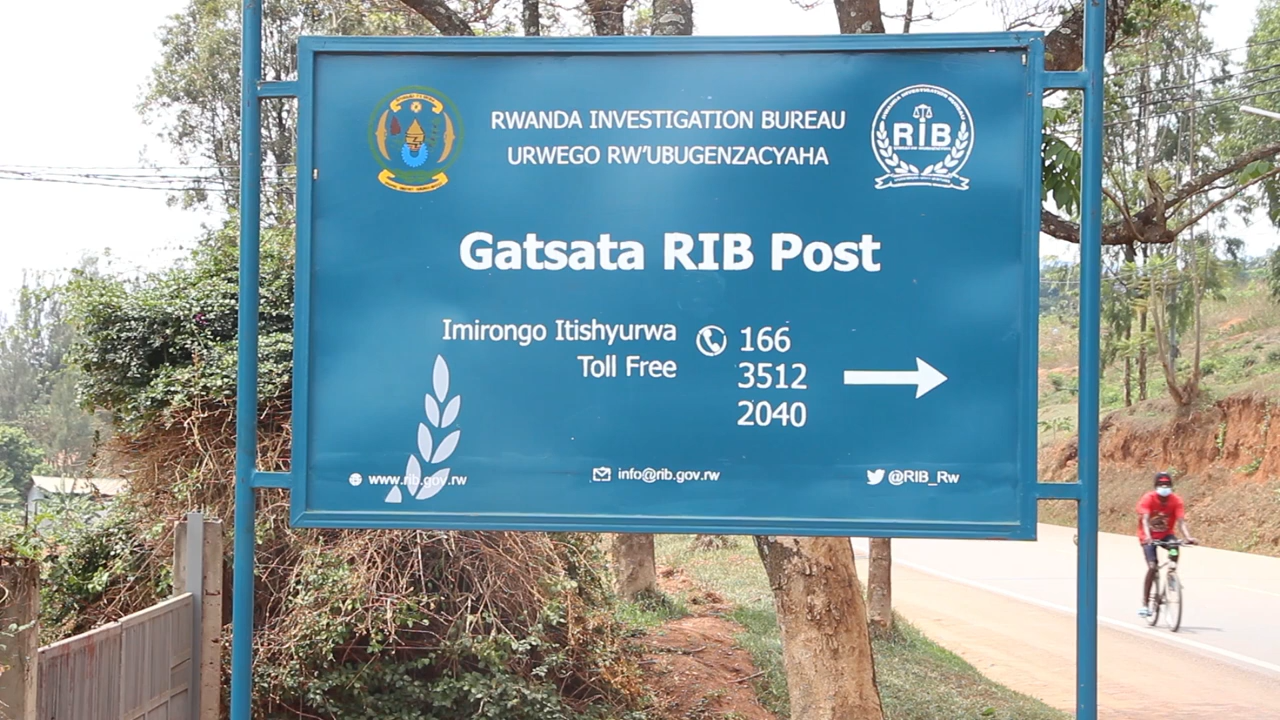 RWANDA INVESTIGATION BUREAU
URWEGO RW'UBUGENZACYAHA
RIB
Gatsata RIB Post
Imirongo Itishyurwa
Toll Free
166
3512
2040
www.rib.gov.rw
info@rib.gov.rw
@RIB_Rw